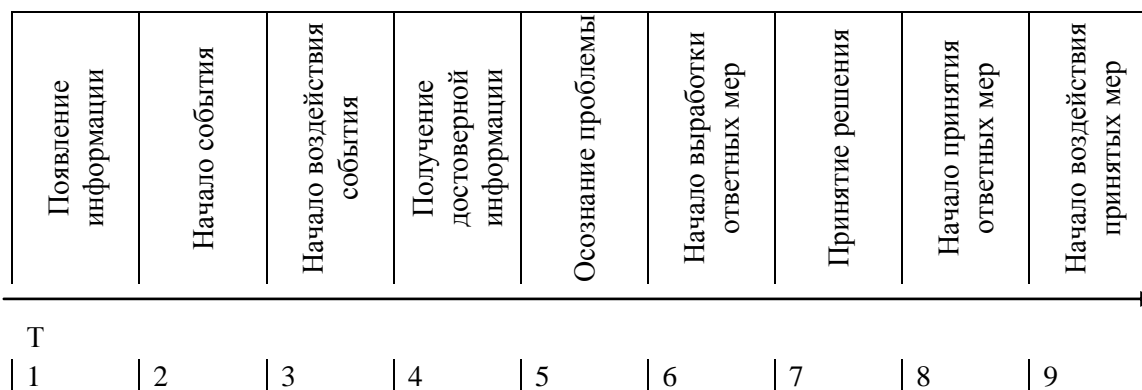 Появление
информации
Начало события
Начало воздействия
события
Получение
достоверной
информации
Осознание проблемы
Начало выработки
ответных мер
Принятие решения
Начало принятия
ответных мер
Начало воздействия
принятых мер
Т
1 2 3 4 5 6 7 8 9